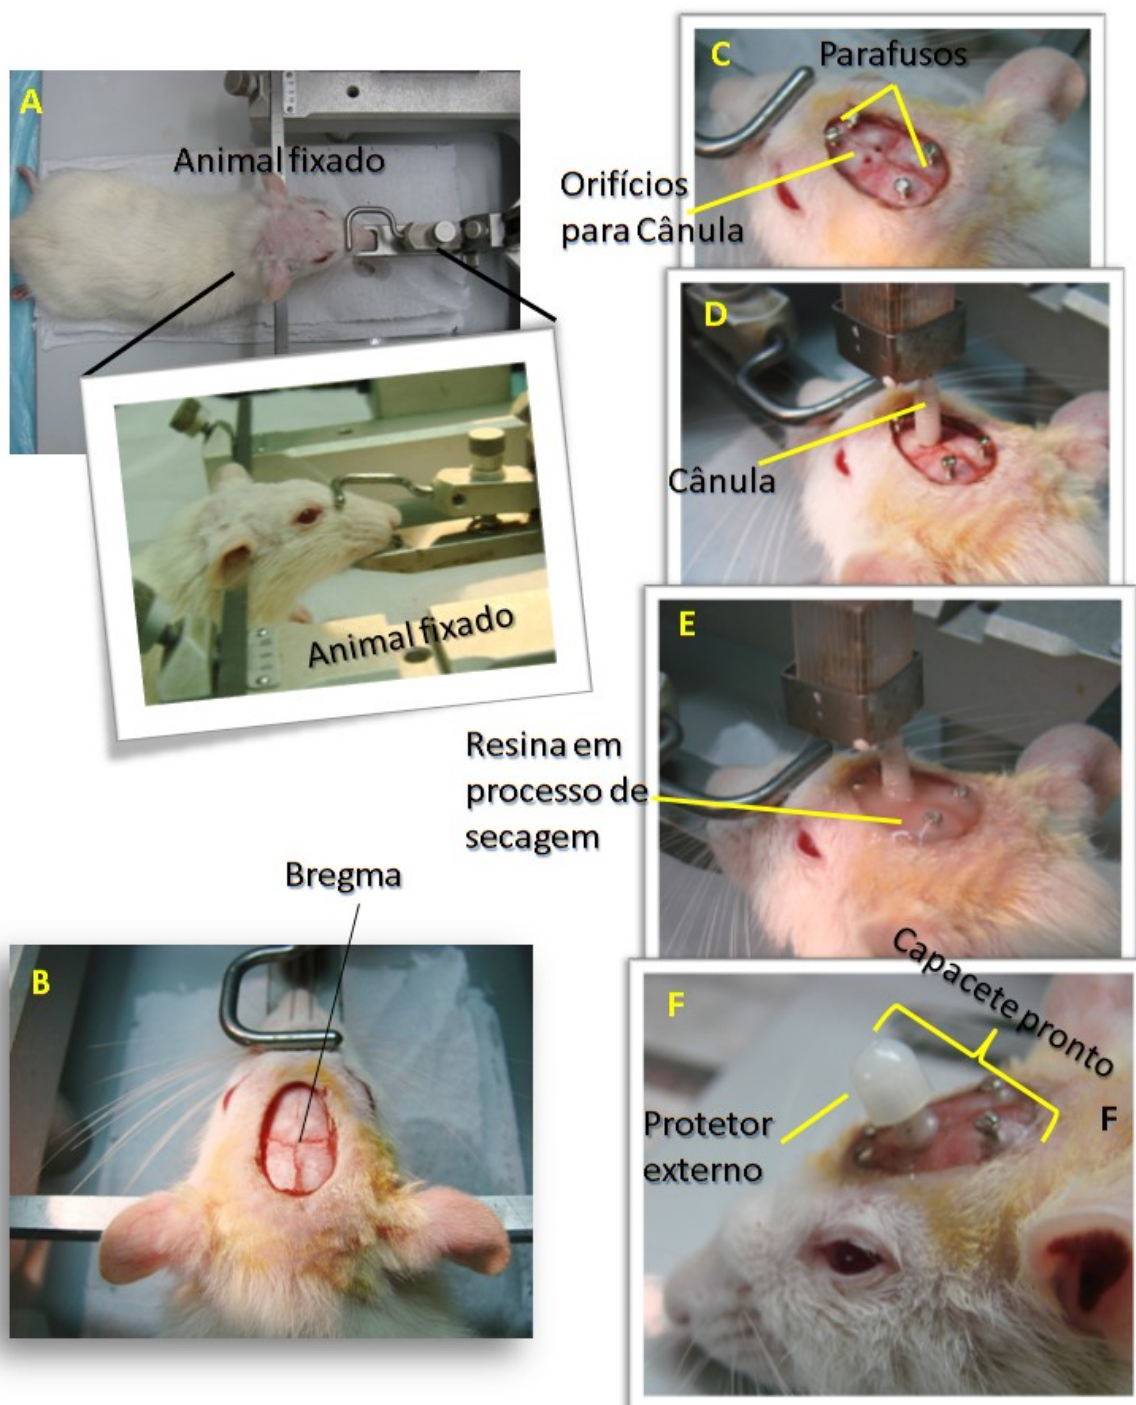 A
Animal fixado
Animal fixado
Bregma
B
C
Parafusos
Orifícios
para Cânula
D
Cânula
E
Resina em
processo de
secagem
F
Capacete pronto
Protetor
externo
F